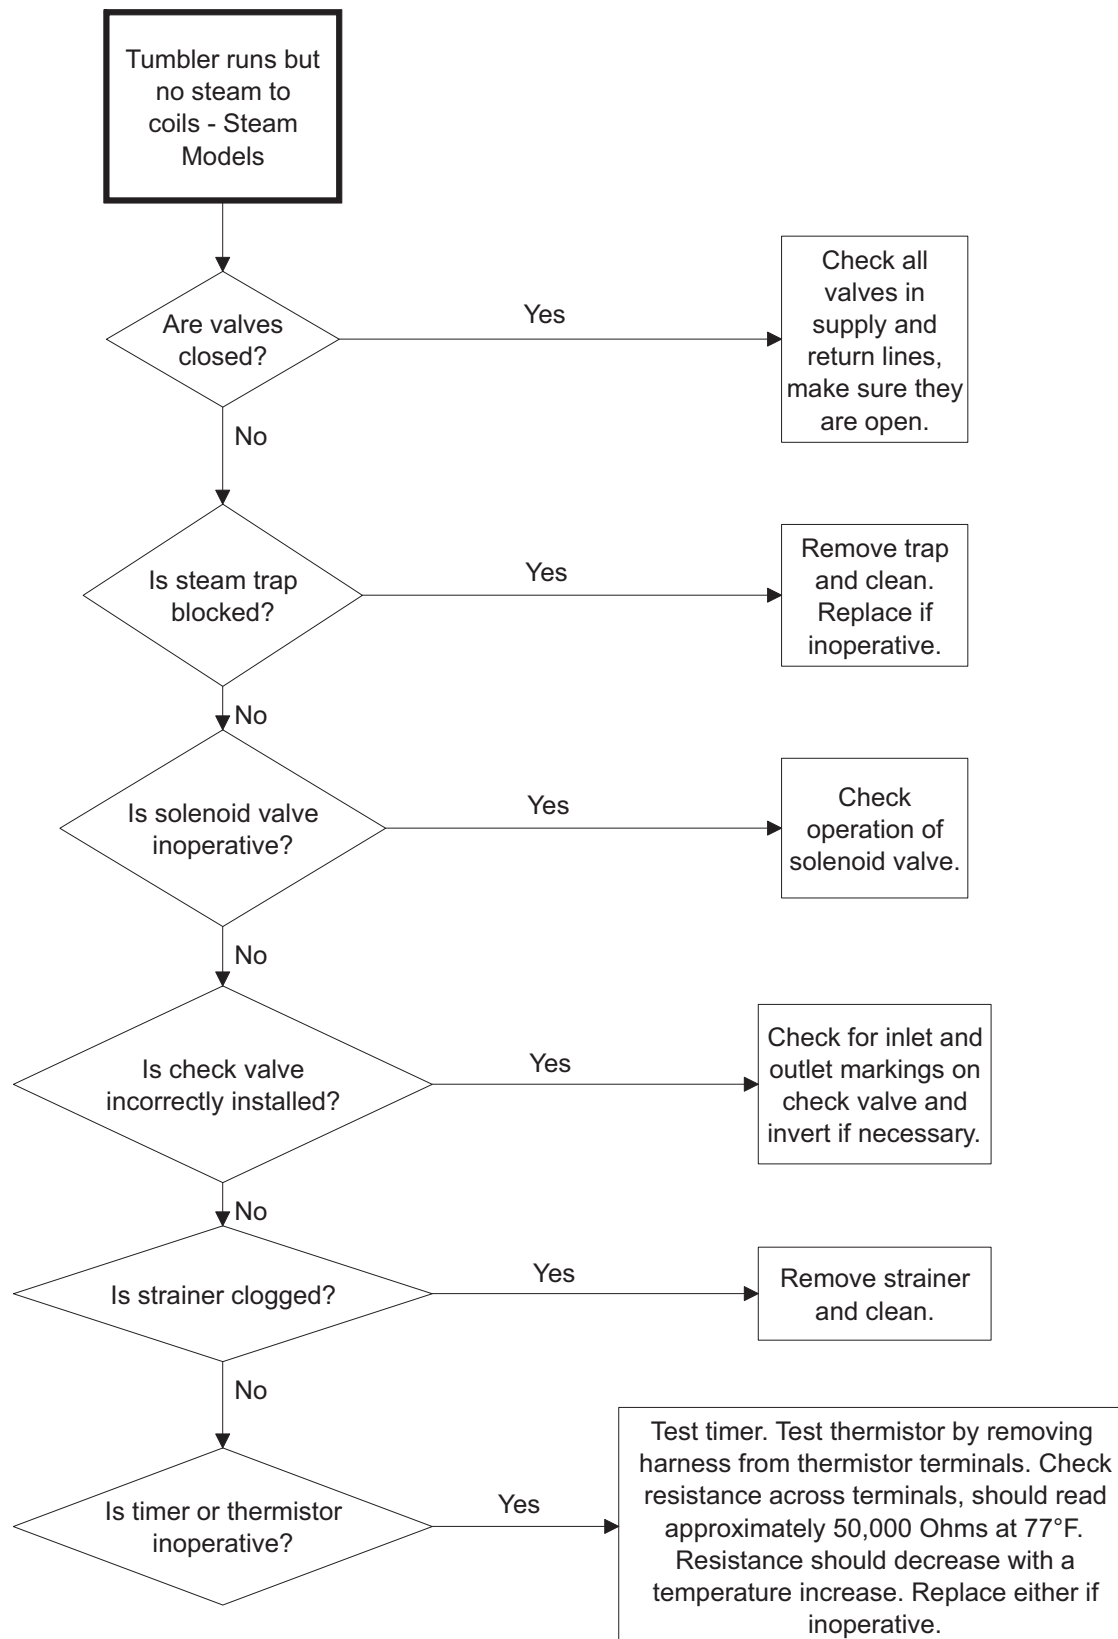 Tumbler runs but
no steam to
coils - Steam
Models
Are valves
closed?
Yes
Check all
valves in
supply and
return lines,
make sure they
are open.
No
Is steam trap
blocked?
Yes
Remove trap
and clean.
Replace if
inoperative.
No
Is solenoid valve
inoperative?
Yes
Check
operation of
solenoid valve.
No
Is check valve
incorrectly installed?
Yes
Check for inlet and
outlet markings on
check valve and
invert if necessary.
No
Is strainer clogged?
Yes
Remove strainer
and clean.
No
Is timer or thermistor
inoperative?
Yes
Test timer. Test thermistor by removing
harness from thermistor terminals. Check
resistance across terminals, should read
approximately 50,000 Ohms at 77°F.
Resistance should decrease with a
temperature increase. Replace either if
inoperative.